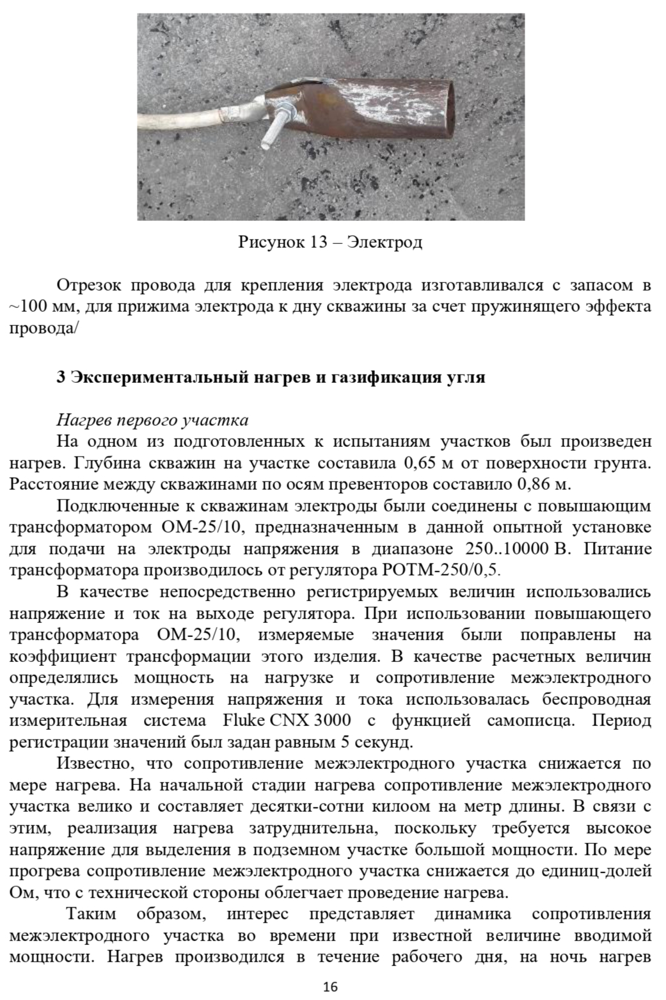 Рисунок 13 – Электрод
Отрезок провода для крепления электрода изготавливался с запасом в
~100 мм, для прижима электрода к дну скважины за счет пружинящего эффекта
провода/
3 Экспериментальный нагрев и газификация угля
Нагрев первого участка
На одном из подготовленных к испытаниям участков был произведен
нагрев. Глубина скважин на участке составила 0,65 м от поверхности грунта.
Расстояние между скважинами по осям превенторов составило 0,86 м.
Подключенные к скважинам электроды были соединены с повышающим
трансформатором ОМ-25/10, предназначенным в данной опытной установке
для подачи на электроды напряжения в диапазоне 250..10000 В. Питание
трансформатора производилось от регулятора РОТМ-250/0,5.
В качестве непосредственно регистрируемых величин использовались
напряжение и ток на выходе регулятора. При использовании повышающего
трансформатора ОМ-25/10, измеряемые значения были поправлены на
коэффициент трансформации этого изделия. В качестве расчетных величин
определялись мощность на нагрузке и сопротивление межэлектродного
участка. Для измерения напряжения и тока использовалась беспроводная
измерительная система Fluke CNX 3000 с функцией самописца. Период
регистрации значений был задан равным 5 секунд.
Известно, что сопротивление межэлектродного участка снижается по
мере нагрева. На начальной стадии нагрева сопротивление межэлектродного
участка велико и составляет десятки-сотни килоом на метр длины. В связи с
этим, реализация нагрева затруднительна, поскольку требуется высокое
напряжение для выделения в подземном участке большой мощности. По мере
прогрева сопротивление межэлектродного участка снижается до единиц-долей
Ом, что с технической стороны облегчает проведение нагрева.
Таким образом, интерес представляет динамика сопротивления
межэлектродного участка во времени при известной величине вводимой
мощности. Нагрев производился в течение рабочего дня, на ночь нагрев
16